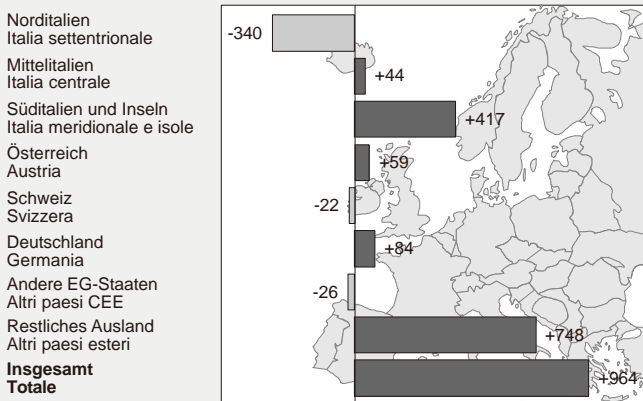 Norditalien
Italia settentrionale
-340
Mittelitalien
Italia centrale
+44
Süditalien und Inseln
Italia meridionale e isole
+417
Österreich
Austria
+59
Schweiz
Svizzera
-22
Deutschland
Germania
+84
Andere EG-Staaten
Altri paesi CEE
-26
Restliches Ausland
Altri paesi esteri
+748
Insgesamt
Totale
+964